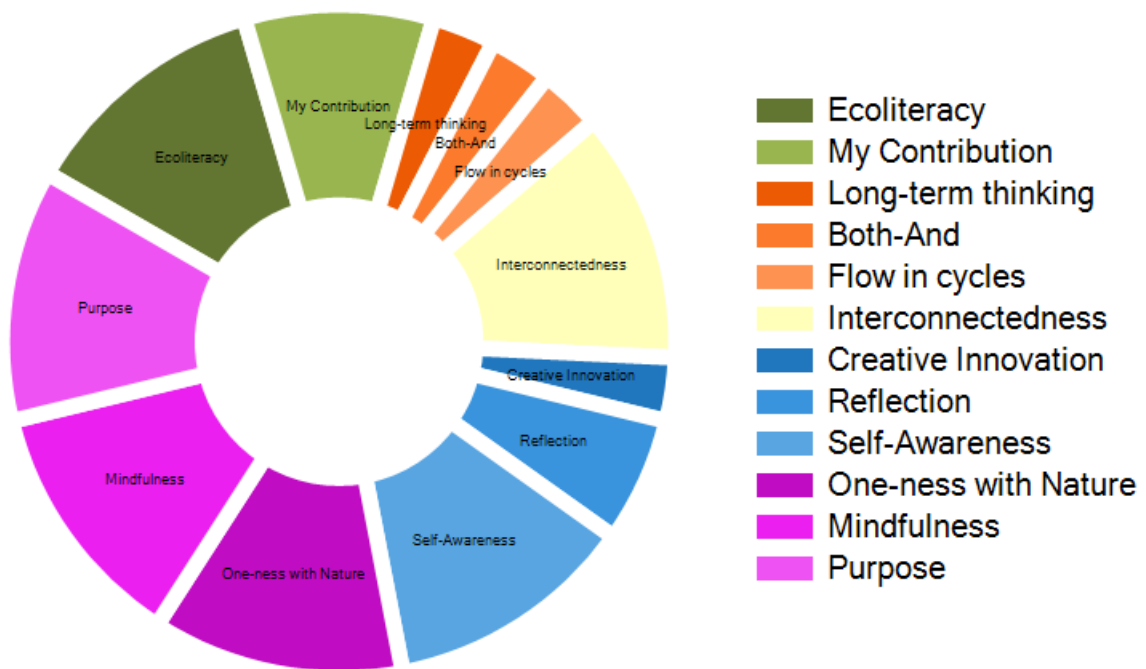 My Contribution
Long-term thinking
Both-And
Ecoliteracy
Flow in cycles
Interconnectedness
Purpose
Creative Innovation
Reflection
Mindfulness
Self-Awareness
One-ness with Nature
Ecoliteracy
My Contribution
Long-term thinking
Both-And
Flow in cycles
Interconnectedness
Creative Innovation
Reflection
Self-Awareness
One-ness with Nature
Mindfulness
Purpose